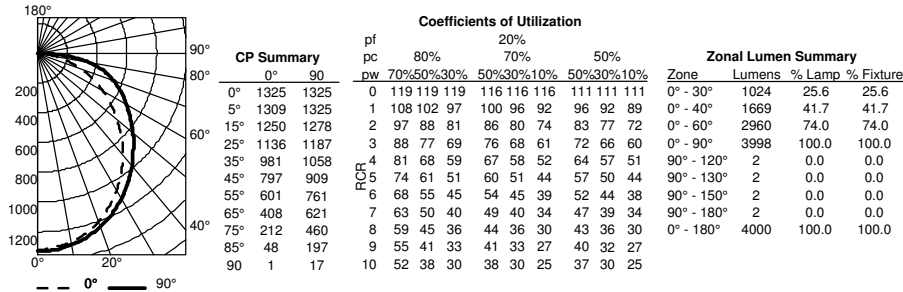 180°
90°
80°
60°
40°
200
400
600
800
1000
1200
0° 20°
0° 90°
CP Summary
0° 90
0° 1325 1325
5° 1309 1325
15° 1250 1278
25° 1136 1187
35° 981 1058
45° 797 909
55° 601 761
65° 408 621
75° 212 460
85° 48 197
90 1 17
Coefficients of Utilization
pf 20%
pc 80% 70% 50%
pw 70%50%30% 50%30%10% 50%30%10%
RCR
0 119 119 119 116 116 116 111 111 111
1 108 102 97 100 96 92 96 92 89
2 97 88 81 86 80 74 83 77 72
3 88 77 69 76 68 61 72 66 60
4 81 68 59 67 58 52 64 57 51
5 74 61 51 60 51 44 57 50 44
6 68 55 45 54 45 39 52 44 38
7 63 50 40 49 40 34 47 39 34
8 59 45 36 44 36 30 43 36 30
9 55 41 33 41 33 27 40 32 27
10 52 38 30 38 30 25 37 30 25
Zonal Lumen Summary
Zone Lumens % Lamp % Fixture
0° - 30° 1024 25.6 25.6
0° - 40° 1669 41.7 41.7
0° - 60° 2960 74.0 74.0
0° - 90° 3998 100.0 100.0
90° - 120° 2 0.0 0.0
90° - 130° 2 0.0 0.0
90° - 150° 2 0.0 0.0
90° - 180° 2 0.0 0.0
0° - 180° 4000 100.0 100.0